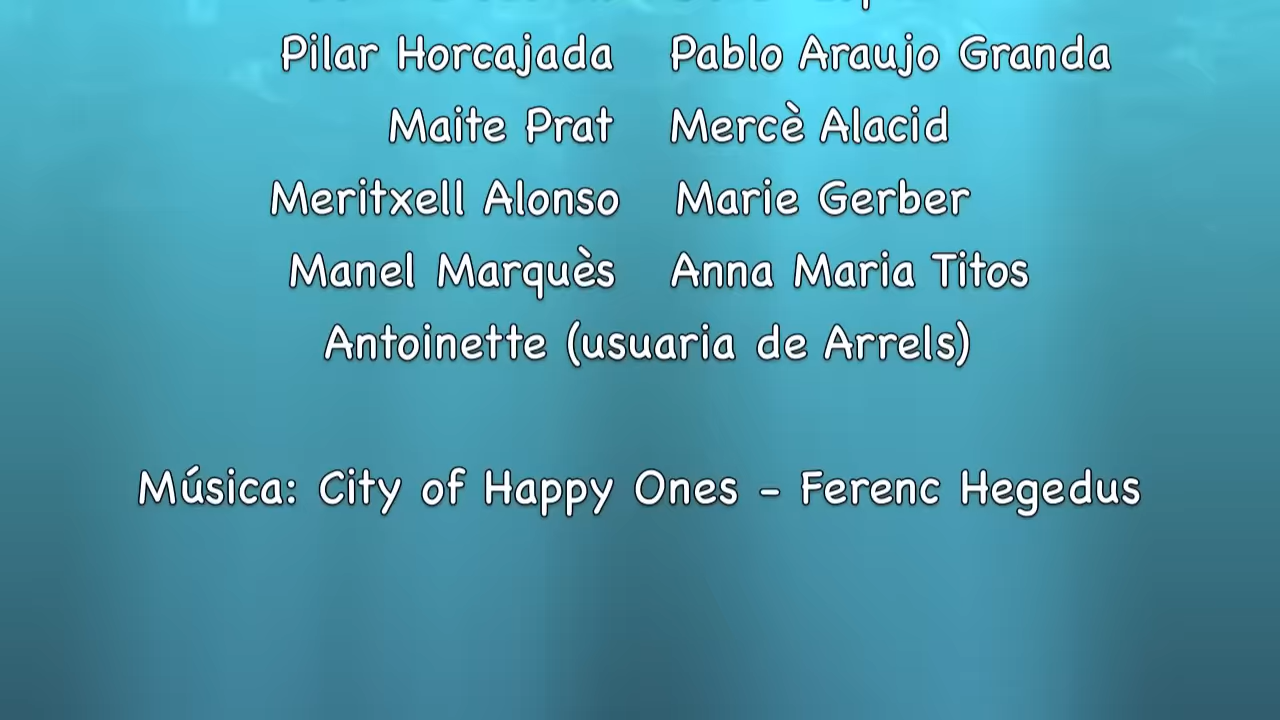 Pilar Horcajada Pablo Araujo Granda
Maite Prat Mercè Alacid
Meritxell Alonso Marie Gerber
Manel Marquès Anna Maria Titos
Antoinette (usuaria de Arrels)
Música: City of Happy Ones - Ferenc Hegedus